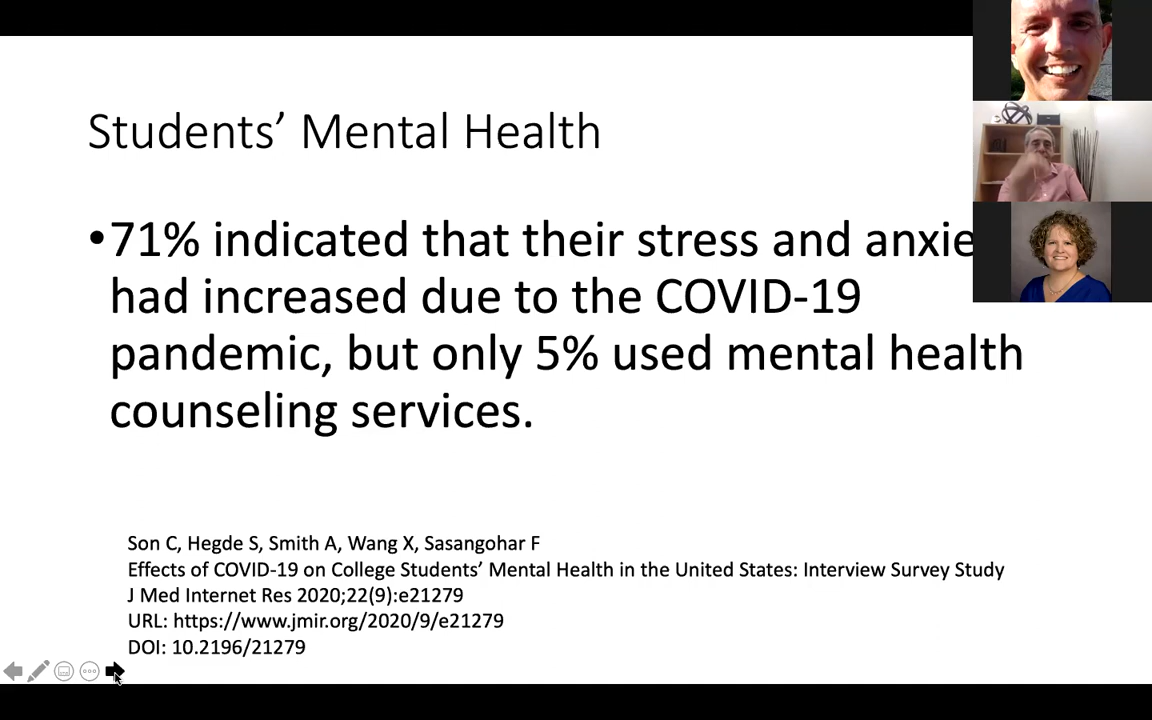 Students’ Mental Health
•71% indicated that their stress and anxie
had increased due to the COVID-19
pandemic, but only 5% used mental health
counseling services.
Son C, Hegde S, Smith A, Wang X, Sasangohar F
Effects of COVID-19 on College Students’ Mental Health in the United States: Interview Survey Study
J Med Internet Res 2020;22(9):e21279
URL: https://www.jmir.org/2020/9/e21279
DOI: 10.2196/21279